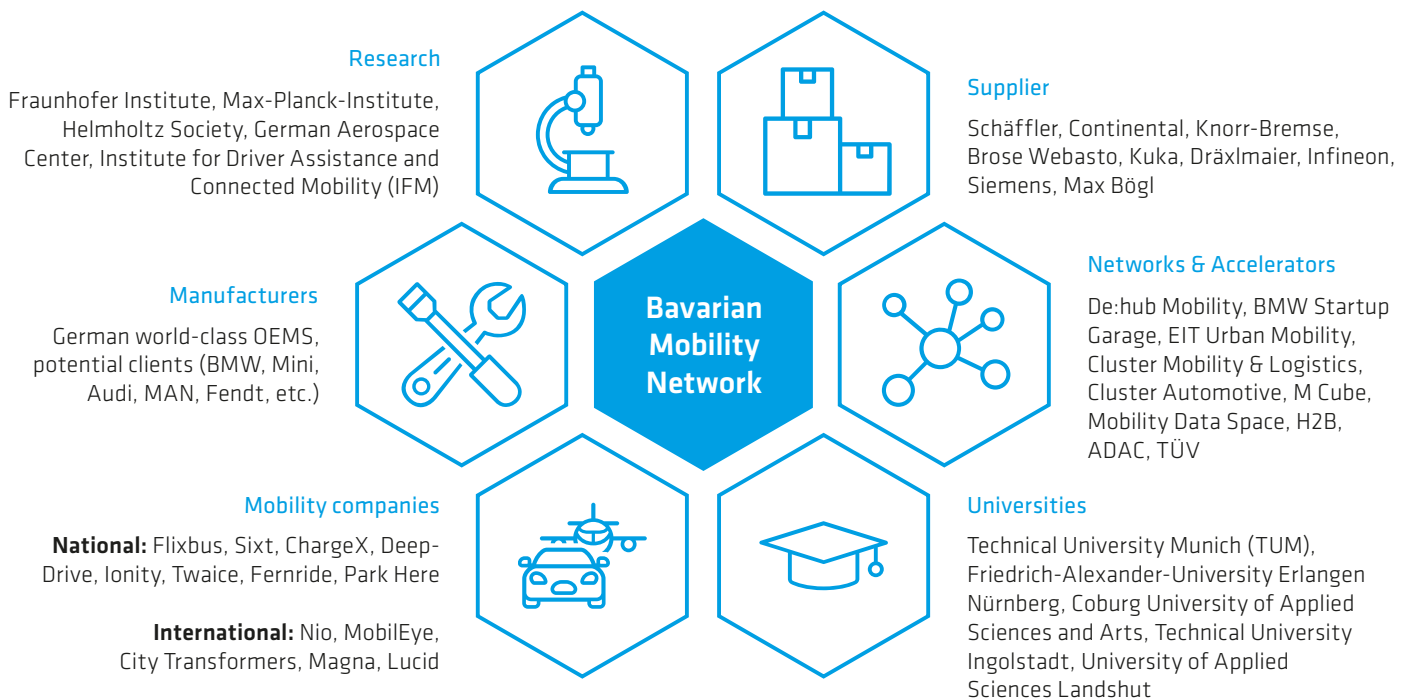 Research
Fraunhofer Institute, Max-Planck-Institute,
Helmholtz Society, German Aerospace
Center, Institute for Driver Assistance and
Connected Mobility (IFM)
Supplier
Schäffler, Continental, Knorr-Bremse,
Brose Webasto, Kuka, Dräxlmaier, Infineon,
Siemens, Max Bögl
Manufacturers
German world-class OEMS,
potential clients (BMW, Mini,
Audi, MAN, Fendt, etc.)
Bavarian
Mobility
Network
Networks & Accelerators
De:hub Mobility, BMW Startup
Garage, EIT Urban Mobility,
Cluster Mobility & Logistics,
Cluster Automotive, M Cube,
Mobility Data Space, H2B,
ADAC, TÜV
Mobility companies
National: Flixbus, Sixt, ChargeX, Deep-
Drive, Ionity, Twaice, Fernride, Park Here
International: Nio, MobilEye,
City Transformers, Magna, Lucid
Universities
Technical University Munich (TUM),
Friedrich-Alexander-University Erlangen
Nürnberg, Coburg University of Applied
Sciences and Arts, Technical University
Ingolstadt, University of Applied
Sciences Landshut